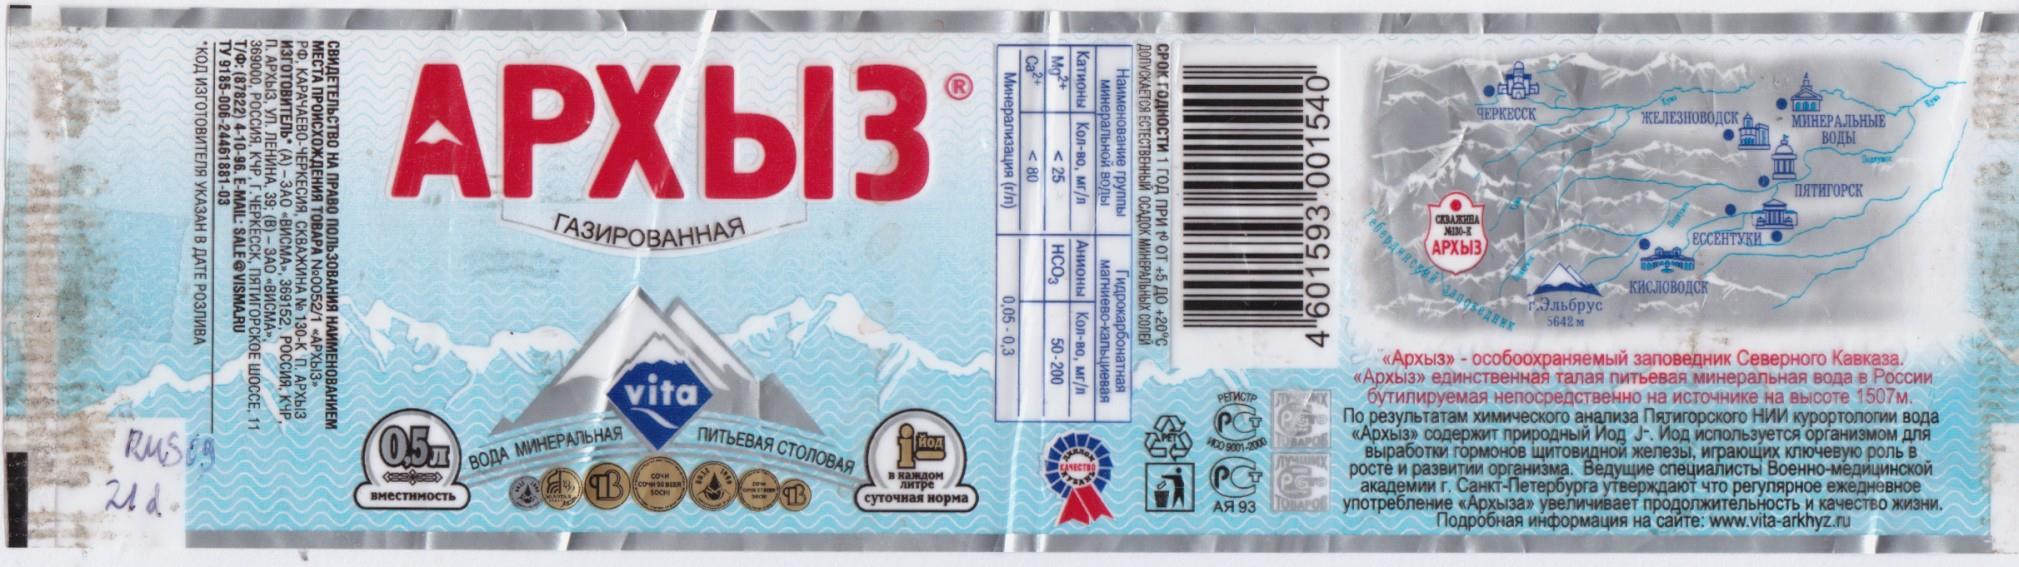 СВИДЕТЕЛЬСТВО НА ПРАВО ПОЛЬЗОВАНИЯ НАИМЕНОВАНИЕМ
МЕСТА ПРОИСХОЖДЕНИЯ ТОВАРА №0052/1 «АРХЫЗ»
РФ, КАРАЧАЕВО-ЧЕРКЕСИЯ, СКВАЖИНА № 130-К П. АРХЫЗ
ИЗГОТОВИТЕЛЬ* (А) – ЗАО «ВИСМА», 369152, РОССИЯ, КЧР,
П. АРХЫЗ, УЛ. ЛЕНИНА, 39; (В) – ЗАО «ВИСМА»,
369000, РОССИЯ, КЧР, Г. ЧЕРКЕССК, ПЯТИГОРСКОЕ ШОССЕ, 11
Т/Ф: (87822) 4-10-96. E-MAIL: SALE@VISMA.RU
ТУ 9185-006-24461881-03
*КОД ИЗГОТОВИТЕЛЯ УКАЗАН В ДАТЕ РОЗЛИВА
RUS 09
21 d.
АРХЫЗ®
ГАЗИРОВАННАЯ
vita
ВОДА МИНЕРАЛЬНАЯ ПИТЬЕВАЯ СТОЛОВАЯ
0,5л
вместимость
йод
в каждом
литре
суточная норма
СОЧИ
SOCHI
Наименование группы минеральной воды Гидрокарбонатная магниево-кальциевая
Катионы Кол-во, мг/л Анионы Кол-во, мг/л
Mg2+ < 25 HCO3 50-200
Ca2+ < 80
Минерализация (г/л) 0,05 - 0,3
СРОК ГОДНОСТИ 1 ГОД ПРИ t° ОТ +5 ДО +20°С
ДОПУСКАЕТСЯ ЕСТЕСТВЕННЫЙ ОСАДОК МИНЕРАЛЬНЫХ СОЛЕЙ
КАЧЕСТВО
4 601593 001540
PET
РЕГИСТР
ИСО 9001-2000
АЯ 93
ЛУЧШИХ
ТОВАРОВ
ЛУЧШИХ
ТОВАРОВ
ЧЕРКЕССК
ЖЕЛЕЗНОВОДСК
МИНЕРАЛЬНЫЕ
ВОДЫ
ПЯТИГОРСК
ЕССЕНТУКИ
КИСЛОВОДСК
СКВАЖИНА
№130-К
АРХЫЗ
г.Эльбрус
5642 м
Тебердинский заповедник
«Архыз» - особоохраняемый заповедник Северного Кавказа.
«Архыз» единственная талая питьевая минеральная вода в России
бутилируемая непосредственно на источнике на высоте 1507м.
По результатам химического анализа Пятигорского НИИ курортологии вода
«Архыз» содержит природный Йод J-. Йод используется организмом для
выработки гормонов щитовидной железы, играющих ключевую роль в
росте и развитии организма. Ведущие специалисты Военно-медицинской
академии г. Санкт-Петербурга утверждают что регулярное ежедневное
употребление «Архыза» увеличивает продолжительность и качество жизни.
Подробная информация на сайте: www.vita-arkhyz.ru